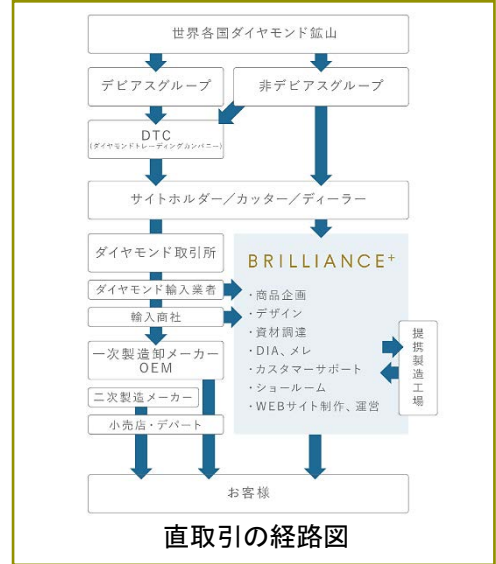 世界各国ダイヤモンド鉱山
デビアスグループ
非デビアスグループ
DTC
(ダイヤモンドトレーディングカンパニー)
サイトホルダー／カッター／ディーラー
ダイヤモンド取引所
ダイヤモンド輸入業者
輸入商社
一次製造卸メーカー
OEM
二次製造メーカー
小売店・デパート
BRILLIANCE+
・商品企画
・デザイン
・資材調達
・DIA、メレ
・カスタマーサポート
・ショールーム
・WEBサイト制作、運営
提携製造工場
お客様
直取引の経路図